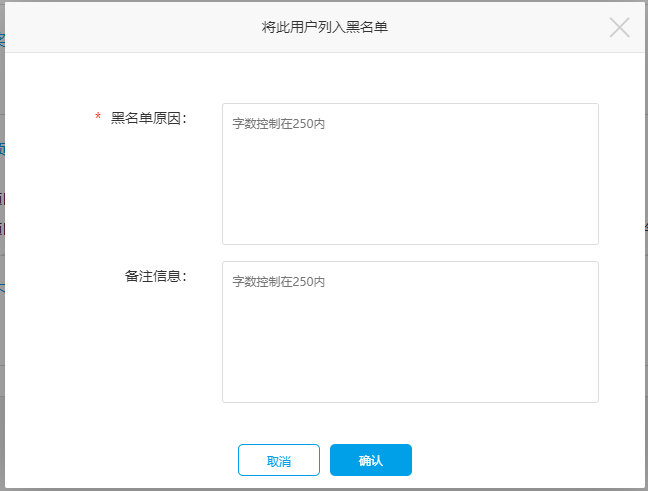 将此用户列入黑名单
* 黑名单原因：
字数控制在250内
备注信息：
字数控制在250内
取消
确认